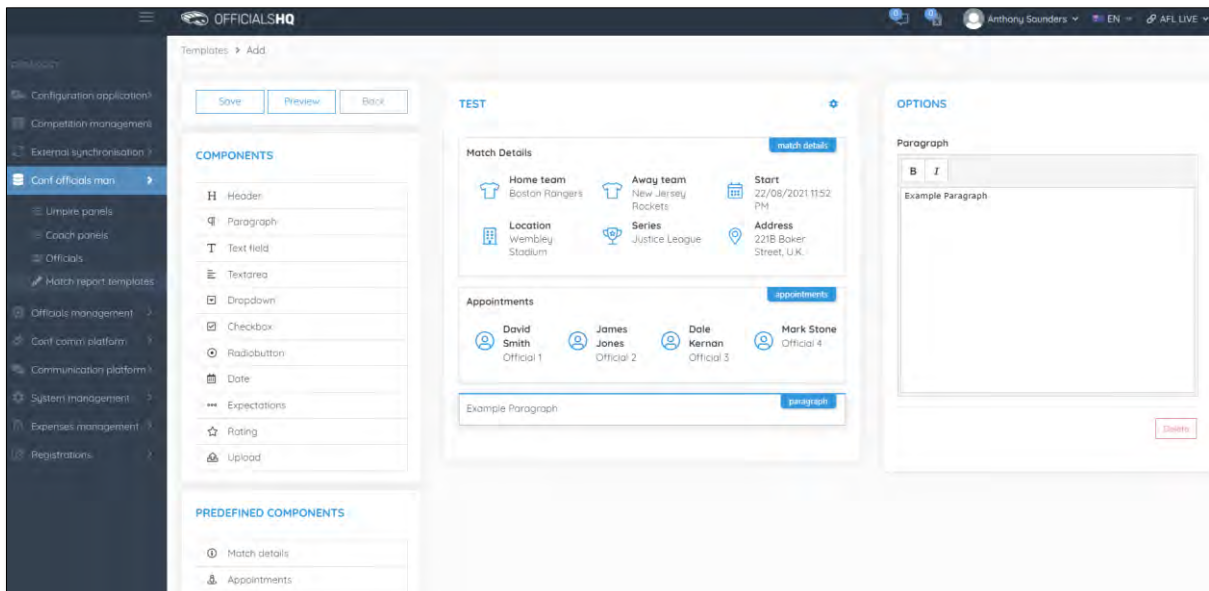 OFFICIALSHQ
0
0
Anthony Saunders
EN
AFL LIVE
Templates > Add
Configuration application
Competition management
External synchronisation
Conf officials man
Umpire panels
Coach panels
Officials
Match report templates
Officials management
Conf comm platform
Communication platform
System management
Expenses management
Registrations
Save
Preview
Back
COMPONENTS
H Header
Paragraph
T Text field
Textarea
Dropdown
Checkbox
Radiobutton
Date
Expectations
Rating
Upload
PREDEFINED COMPONENTS
Match details
Appointments
TEST
match details
Match Details
Home team
Boston Rangers
Away team
New Jersey
Rockets
Start
22/08/2021 11:52
PM
Location
Wembley
Stadium
Series
Justice League
Address
221B Baker
Street, U.K.
appointments
Appointments
David
Smith
Official 1
James
Jones
Official 2
Dale
Kernan
Official 3
Mark Stone
Official 4
paragraph
Example Paragraph
OPTIONS
Paragraph
B I
Example Paragraph
Delete